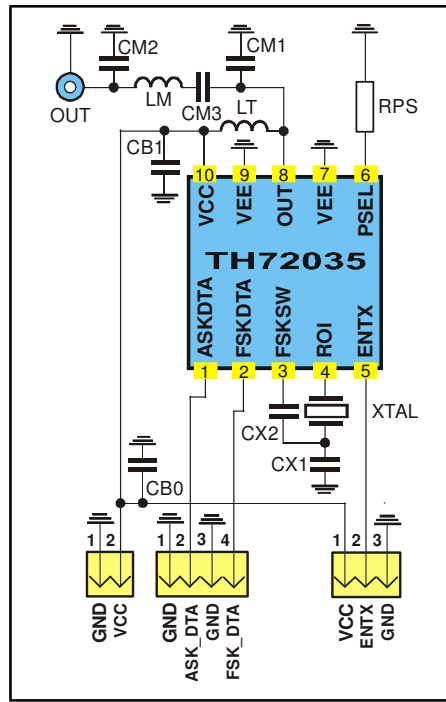 CM2
CM1
OUT
LM
CM3
LT
RPS
CB1
10 9 8 7 6
VCC VEE OUT VEE PSEL
TH72035
ASKDTA FSKDTA FSKSW ROI ENTX
1 2 3 4 5
XTAL
CX2
CX1
CB0
1 2
1 2 3 4
1 2 3
GND VCC
GND ASK_DTA GND FSK_DTA
VCC ENTX GND